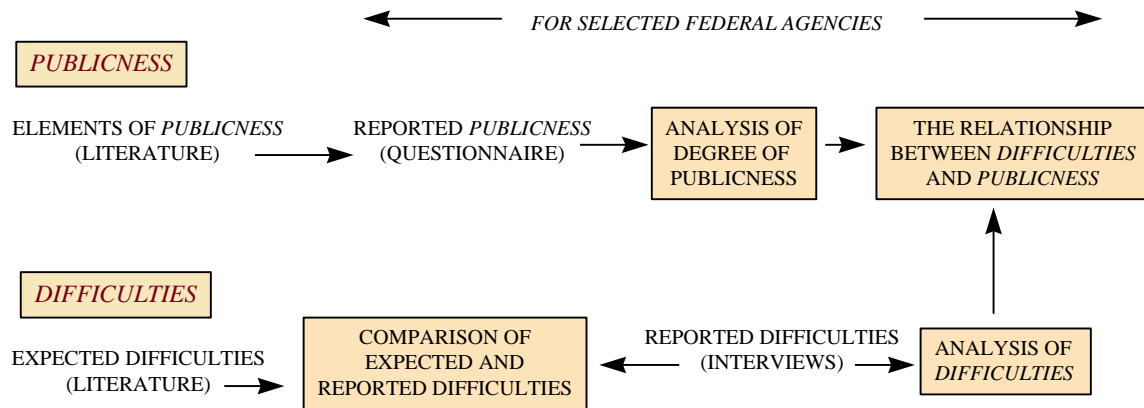 FOR SELECTED FEDERAL AGENCIES
PUBLICNESS
ELEMENTS OF PUBLICNESS
(LITERATURE)
REPORTED PUBLICNESS
(QUESTIONNAIRE)
ANALYSIS OF
DEGREE OF
PUBLICNESS
THE RELATIONSHIP
BETWEEN DIFFICULTIES
AND PUBLICNESS
DIFFICULTIES
EXPECTED DIFFICULTIES
(LITERATURE)
COMPARISON OF
EXPECTED AND
REPORTED DIFFICULTIES
REPORTED DIFFICULTIES
(INTERVIEWS)
ANALYSIS OF
DIFFICULTIES